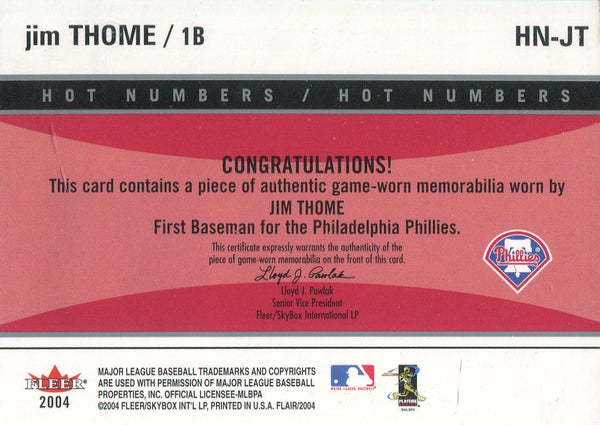 jim THOME / 1B
HN-JT
HOT NUMBERS / HOT NUMBERS
CONGRATULATIONS!
This card contains a piece of authentic game-worn memorabilia worn by
JIM THOME
First Baseman for the Philadelphia Phillies.
This certificate expressly warrants the authenticity of the
piece of game-worn memorabilia on the front of this card.
Lloyd J. Pawlak
Lloyd J. Pawlak
Senior Vice President
Fleer/SkyBox International LP
Phillies
FLEER
2004
MAJOR LEAGUE BASEBALL TRADEMARKS AND COPYRIGHTS
ARE USED WITH PERMISSION OF MAJOR LEAGUE BASEBALL
PROPERTIES, INC. OFFICIAL LICENSEE-MLBPA
©2004 FLEER/SKYBOX INT'L LP, PRINTED IN U.S.A. FLAIR/2004
MAJOR LEAGUE BASEBALL
PLAYERS